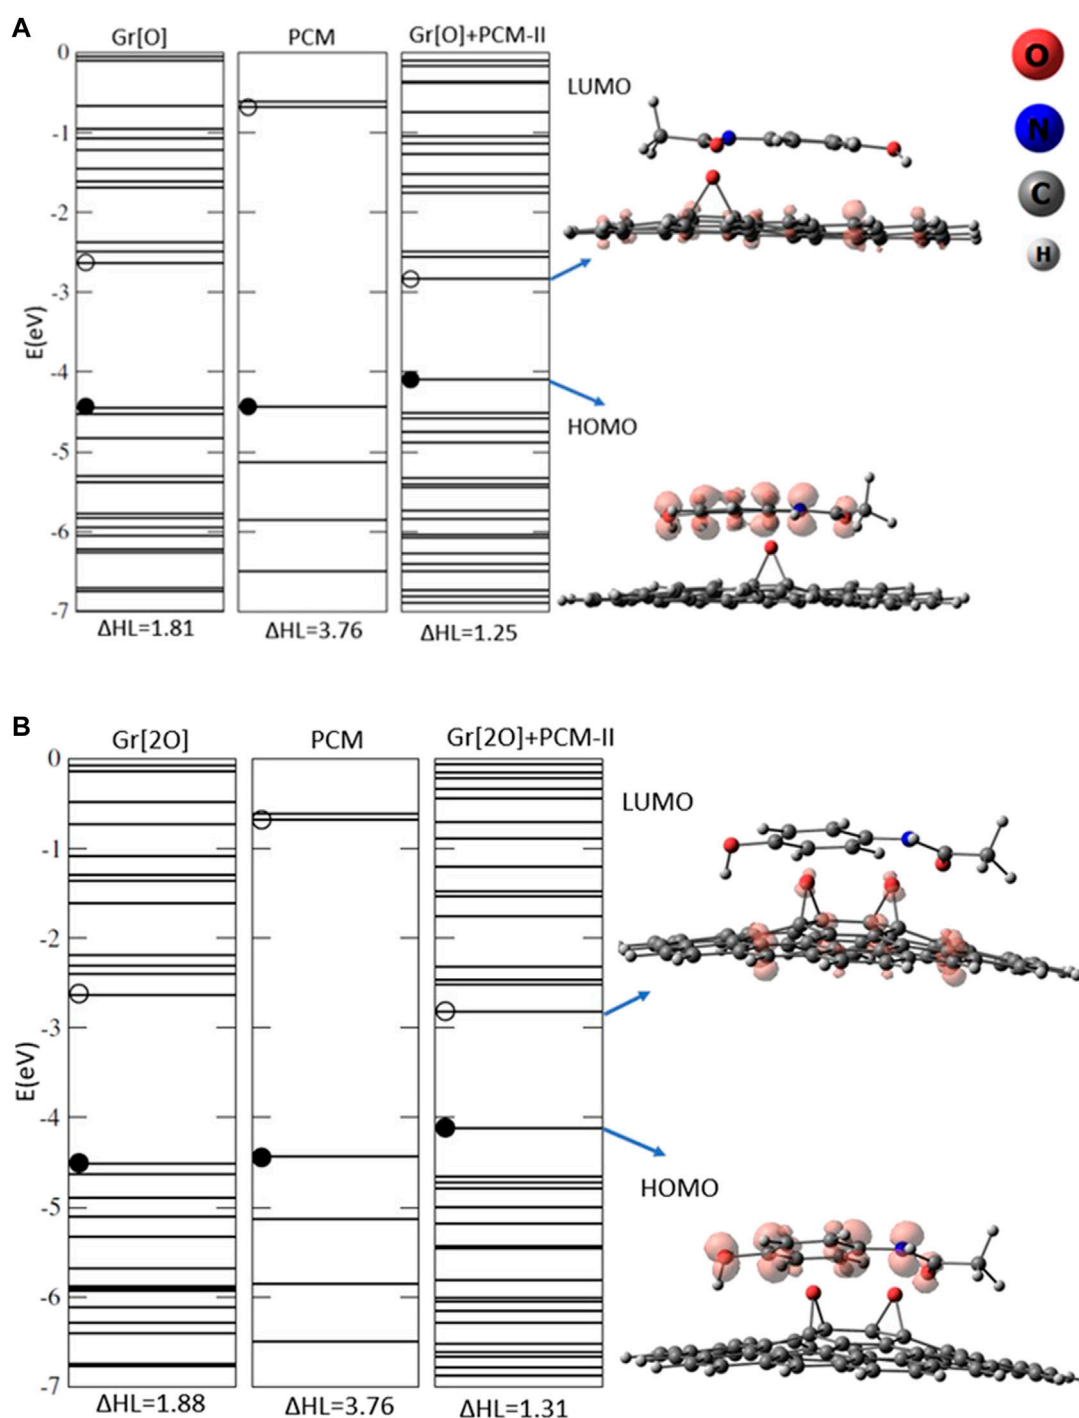 A
Gr[O] PCM Gr[O]+PCM-II
LUMO
HOMO
O
N
C
H
E(eV)
0
-1
-2
-3
-4
-5
-6
-7
ΔHL=1.81 ΔHL=3.76 ΔHL=1.25
B
Gr[2O] PCM Gr[2O]+PCM-II
LUMO
HOMO
E(eV)
0
-1
-2
-3
-4
-5
-6
-7
ΔHL=1.88 ΔHL=3.76 ΔHL=1.31